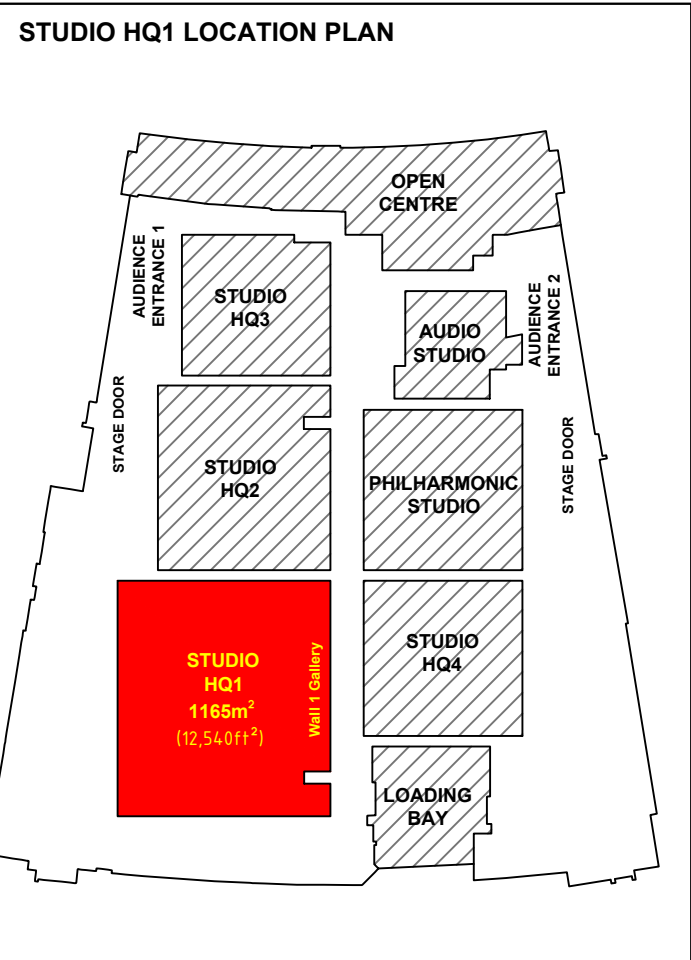 STUDIO HQ1 LOCATION PLAN
OPEN
CENTRE
AUDIENCE
ENTRANCE 1
STUDIO
HQ3
AUDIO
STUDIO
AUDIENCE
ENTRANCE 2
STAGE DOOR
STUDIO
HQ2
PHILHARMONIC
STUDIO
STAGE DOOR
STUDIO
HQ1
1165m²
(12,540ft²)
Wall 1 Gallery
STUDIO
HQ4
LOADING
BAY